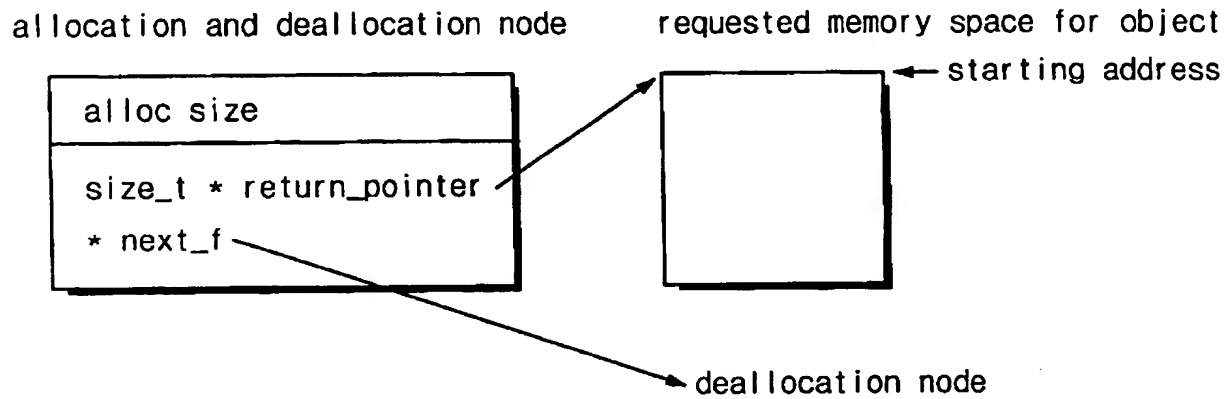 allocation and deallocation node
requested memory space for object
starting address
alloc size
size_t * return_pointer
* next_f
deallocation node